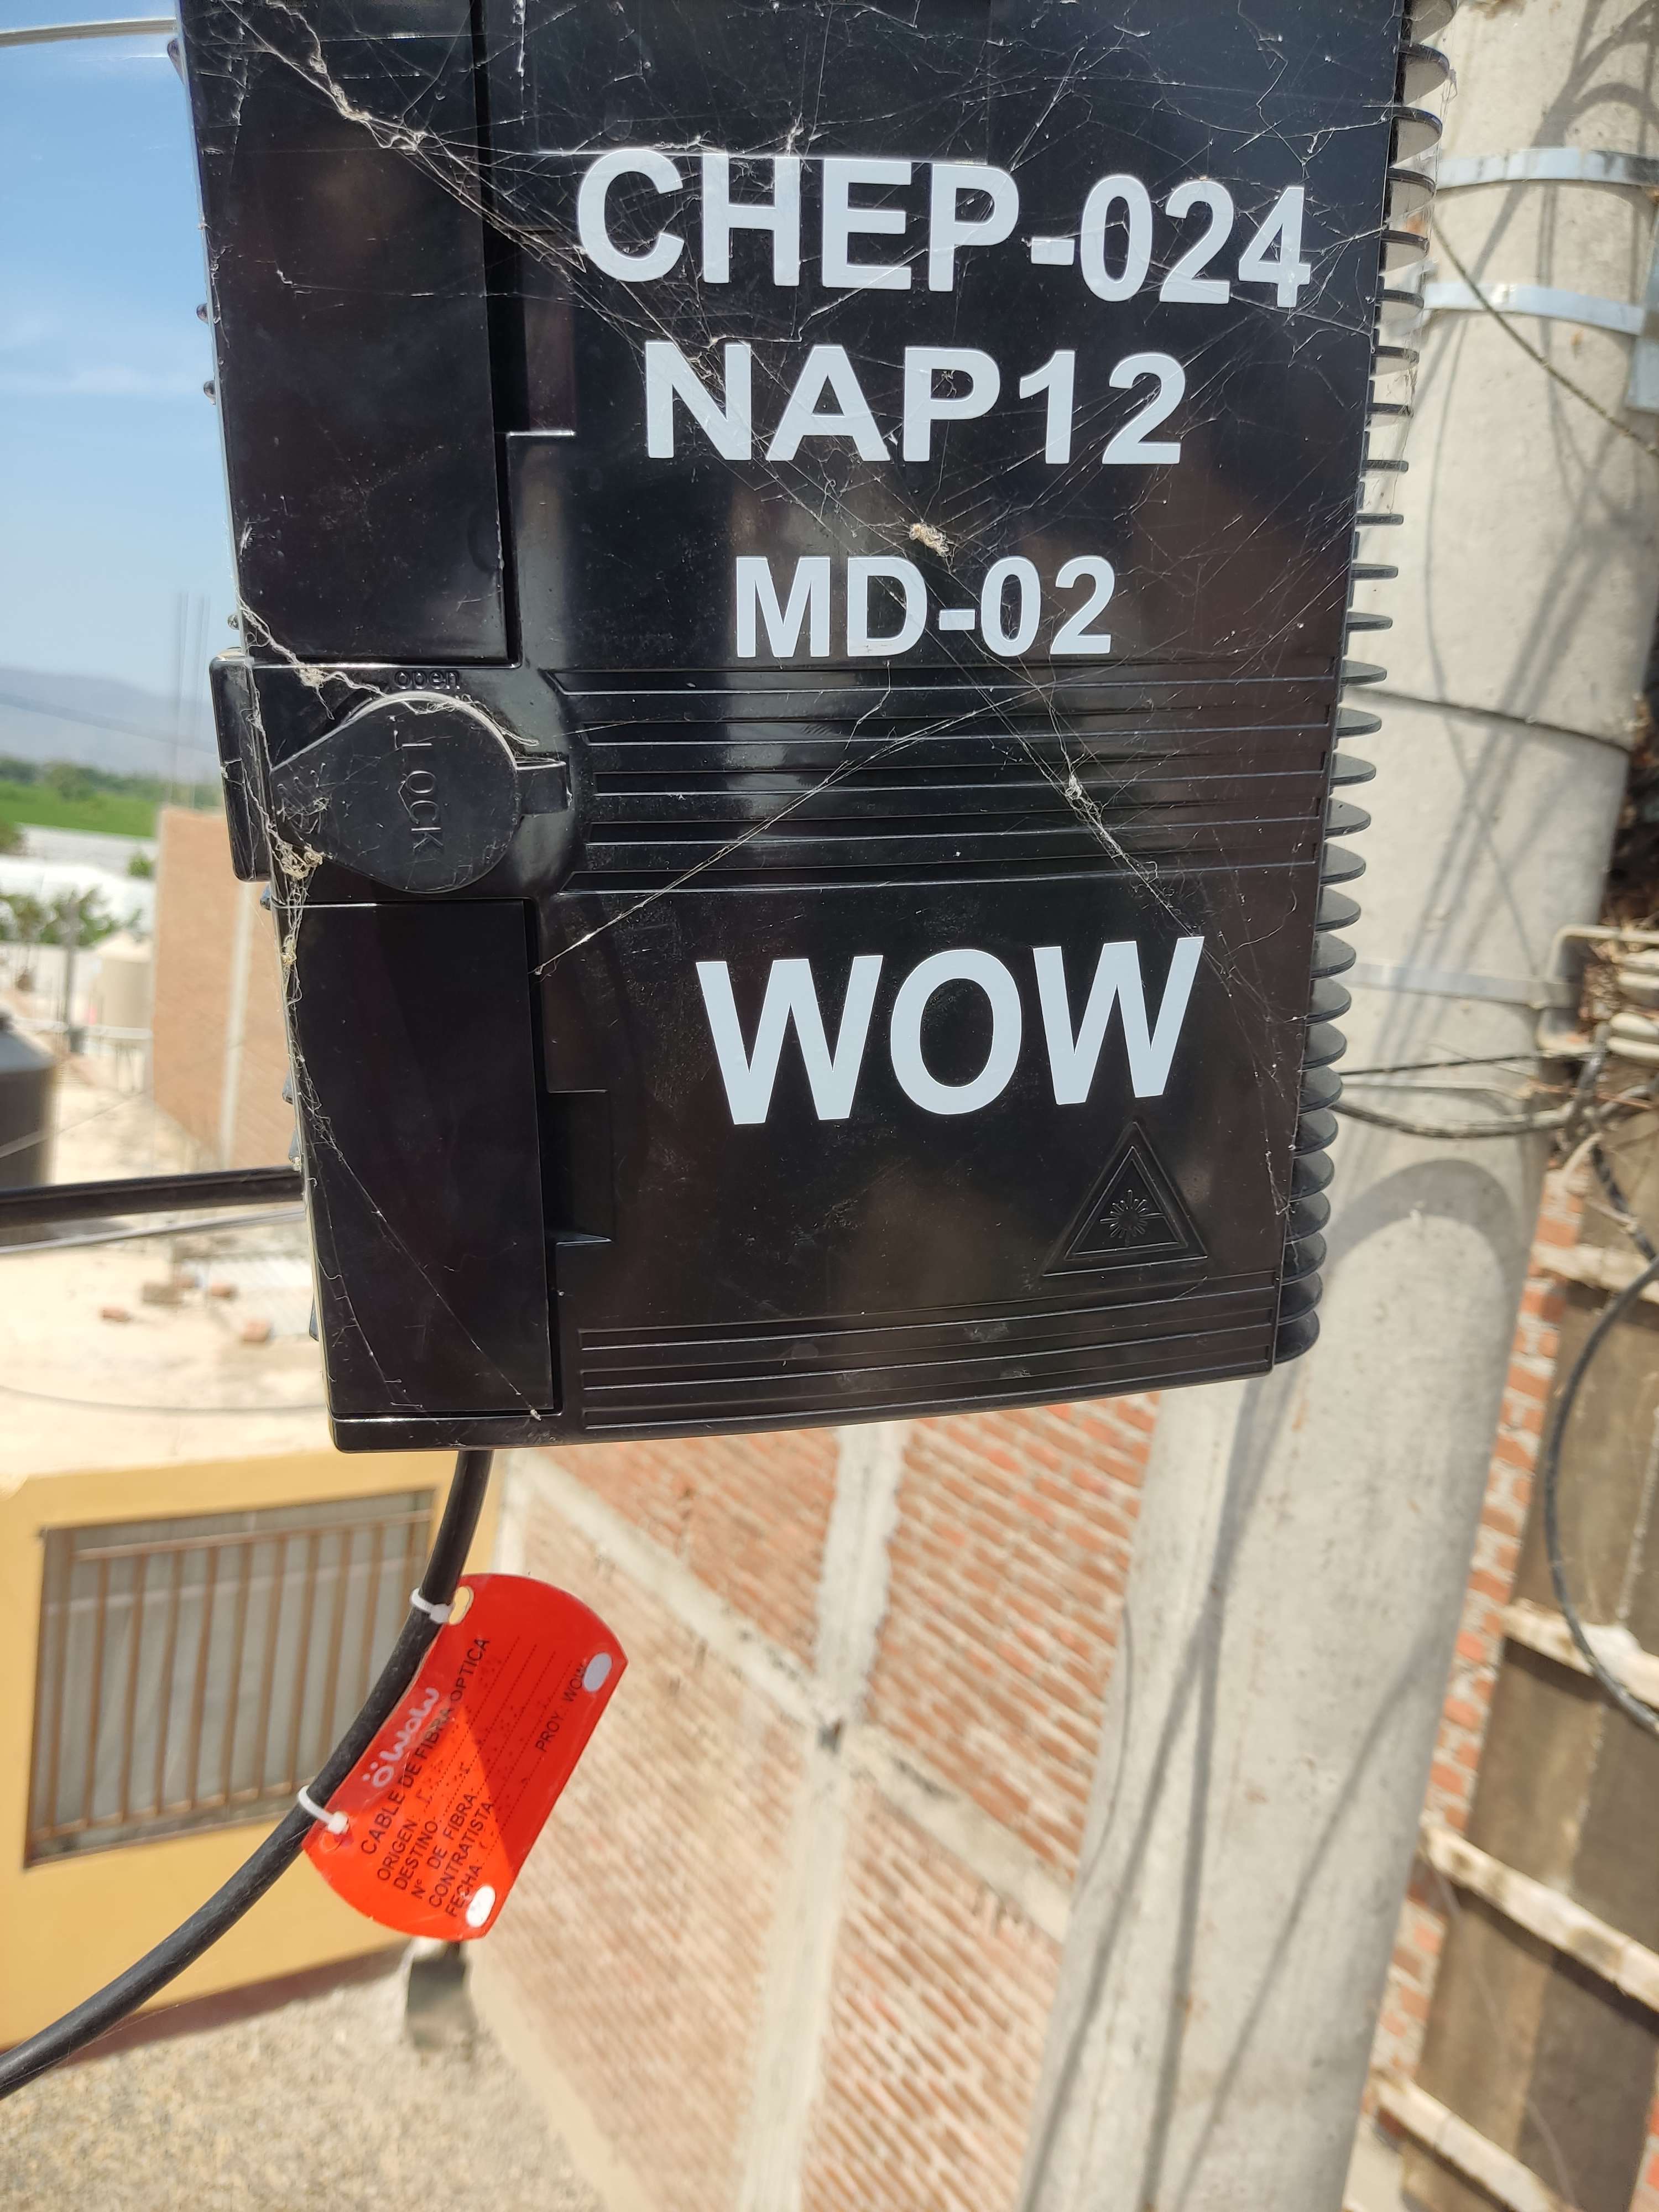 CHEP-024
NAP12
MD-02
open
LOCK
WOW
WOW
CABLE DE FIBRA OPTICA
ORIGEN
DESTINO
N° DE FIBRA
CONTRATISTA
FECHA:
PROY. WOW